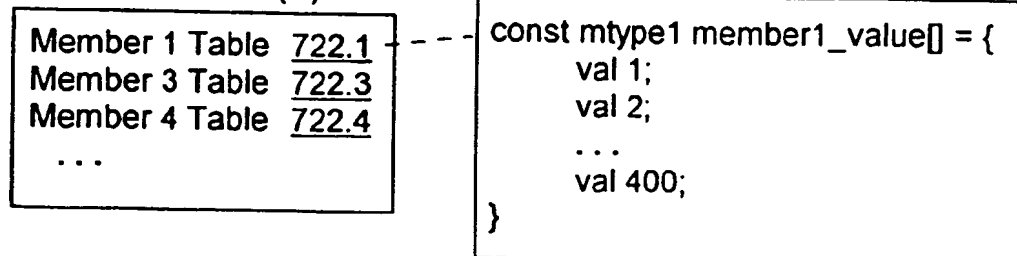 Member 1 Table 722.1
Member 3 Table 722.3
Member 4 Table 722.4
. . .
const mtype1 member1_value[] = {
val 1;
val 2;
. . .
val 400;
}